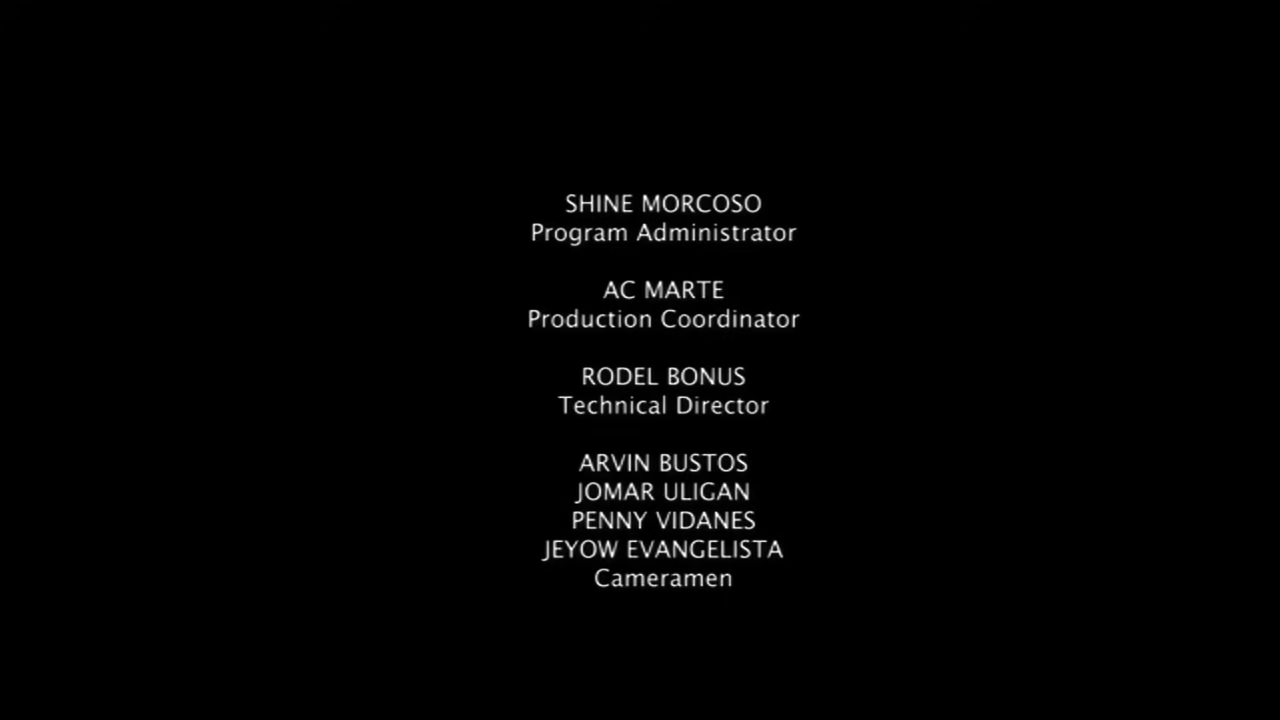 SHINE MORCOSO
Program Administrator
AC MARTE
Production Coordinator
RODEL BONUS
Technical Director
ARVIN BUSTOS
JOMAR ULIGAN
PENNY VIDANES
JEYOW EVANGELISTA
Cameramen